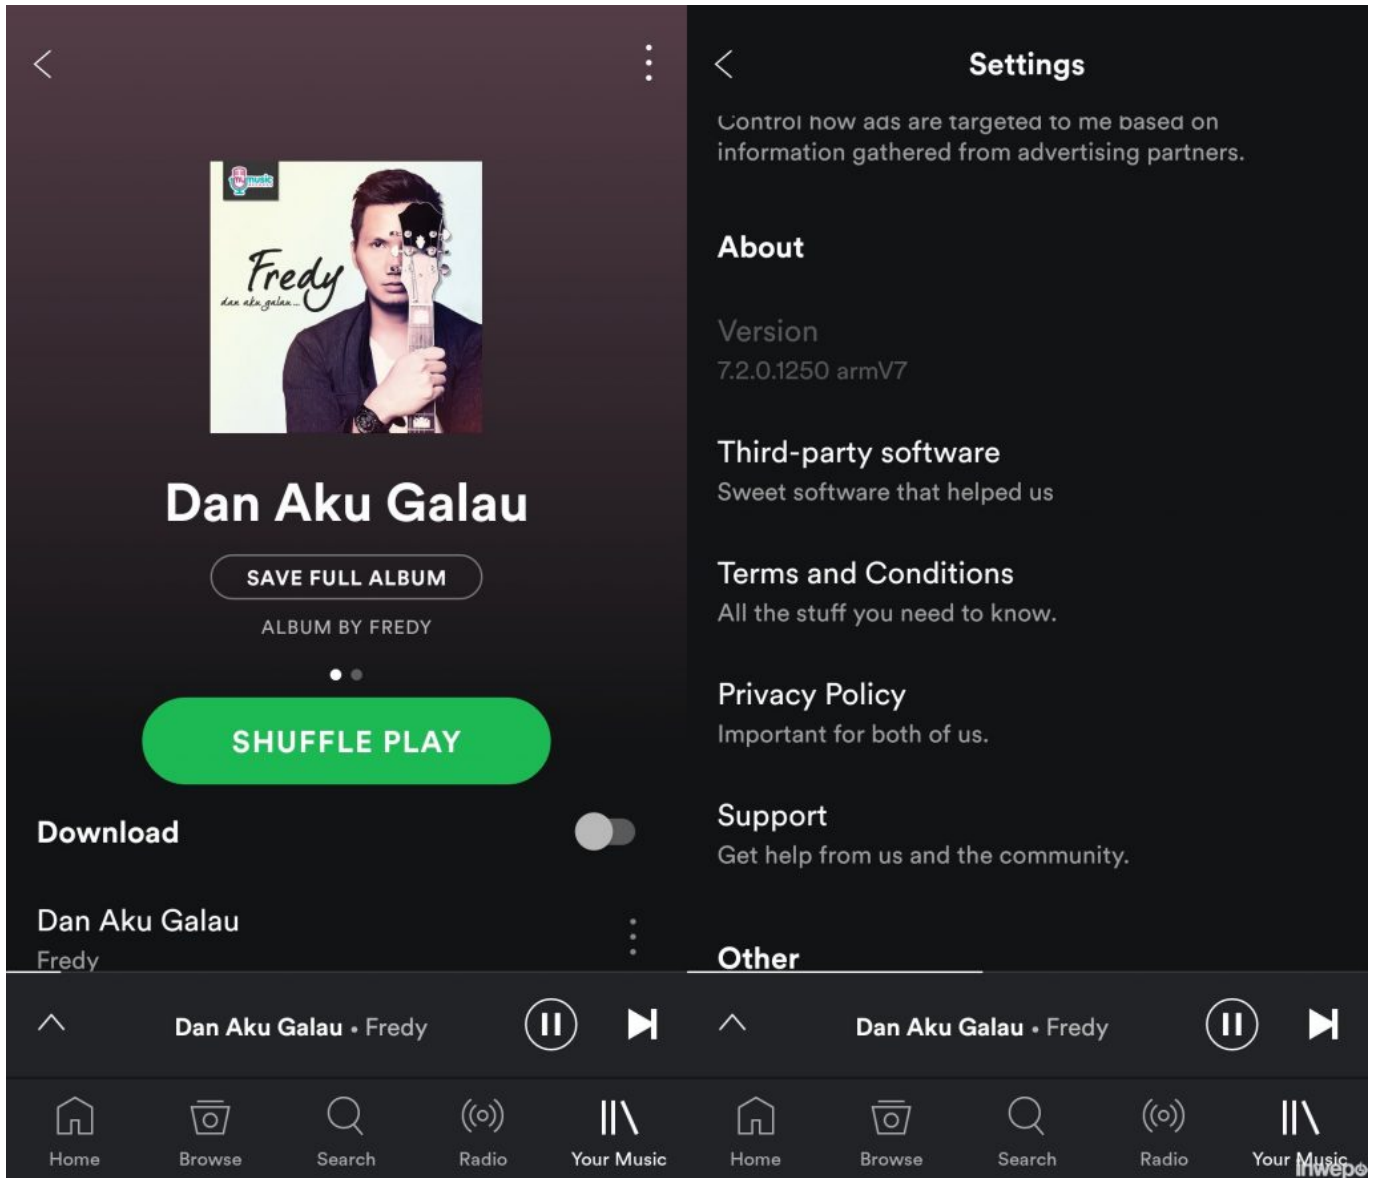 my music
Fredy
dan aku galau...
Dan Aku Galau
SAVE FULL ALBUM
ALBUM BY FREDY
SHUFFLE PLAY
Download
Dan Aku Galau
Fredy
Dan Aku Galau • Fredy
Home
Browse
Search
Radio
Your Music
Settings
Control how ads are targeted to me based on
information gathered from advertising partners.
About
Version
7.2.0.1250 armV7
Third-party software
Sweet software that helped us
Terms and Conditions
All the stuff you need to know.
Privacy Policy
Important for both of us.
Support
Get help from us and the community.
Other
Dan Aku Galau • Fredy
Home
Browse
Search
Radio
Your Music
inwepo